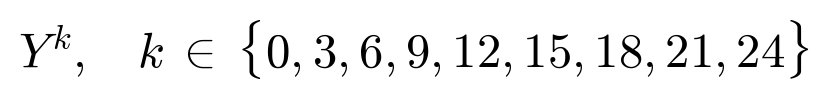 Y^k, k ∈ {0, 3, 6, 9, 12, 15, 18, 21, 24}